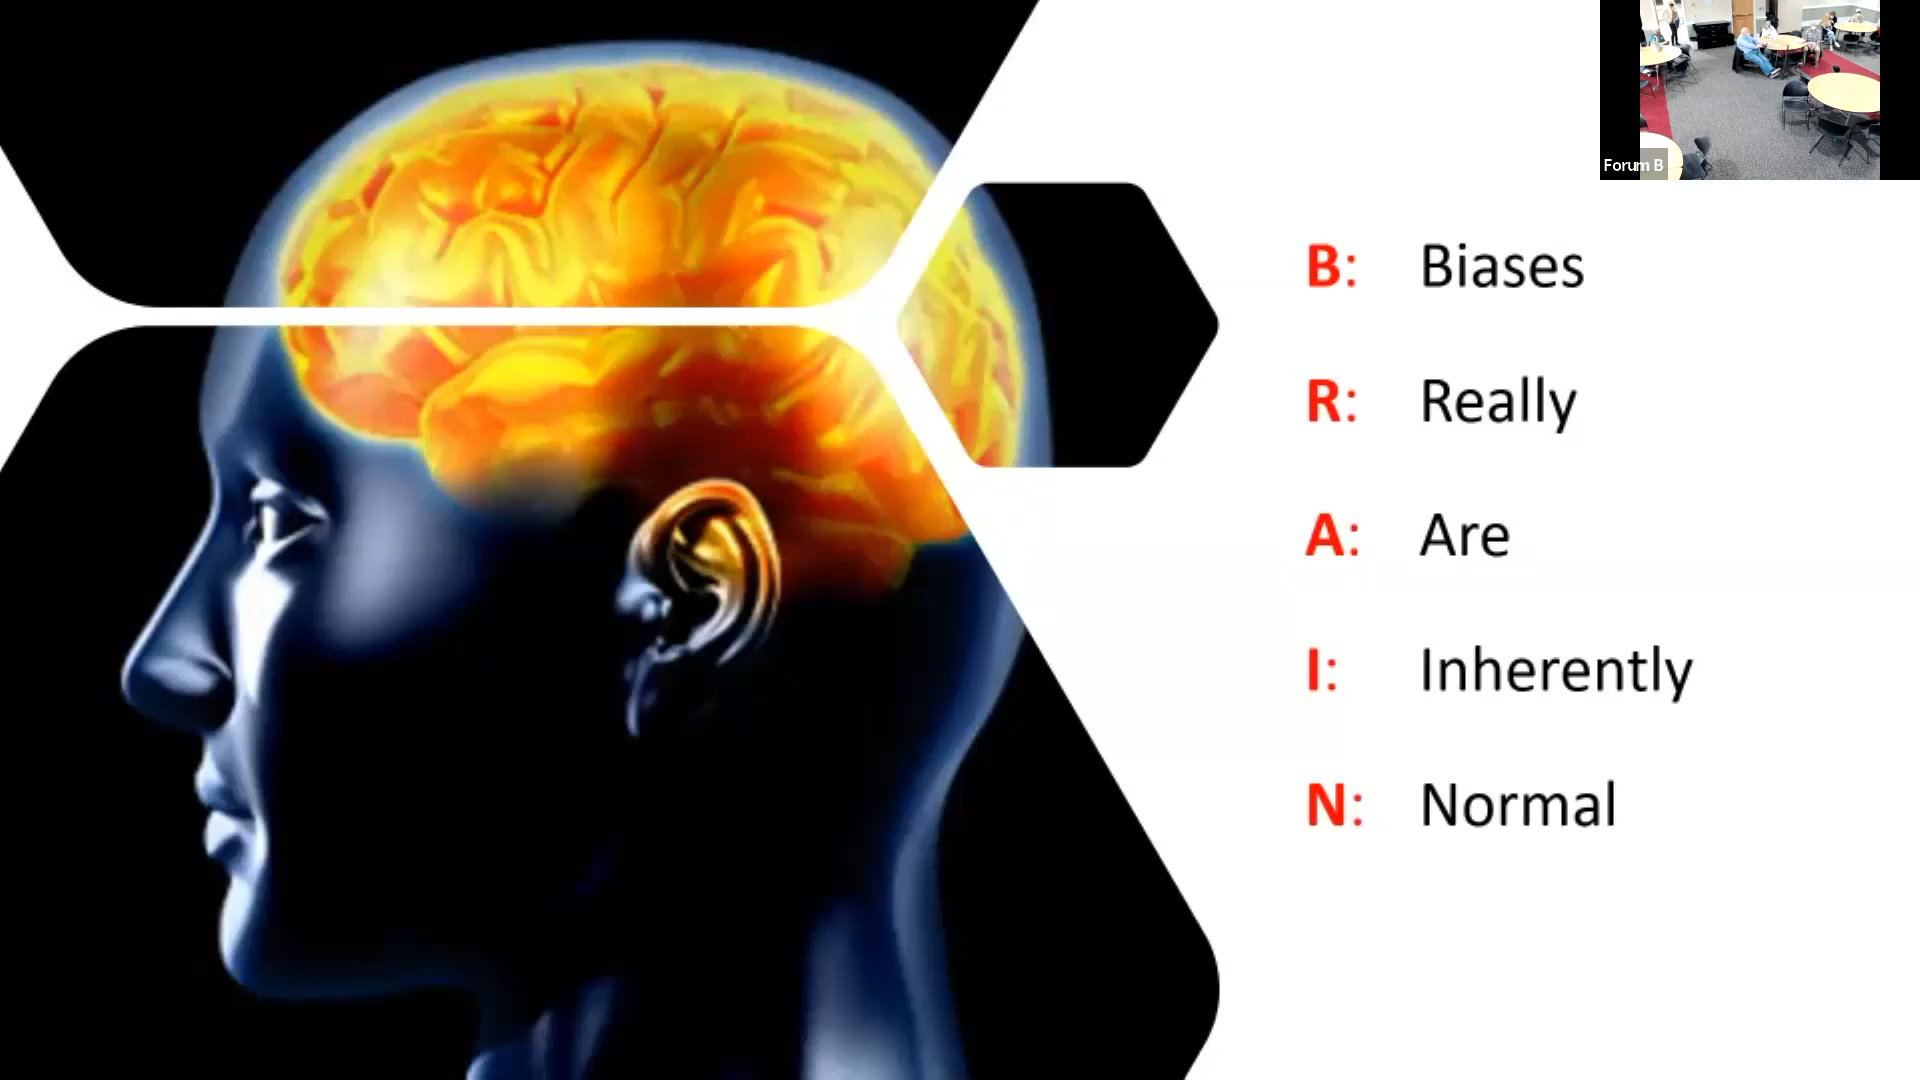 Forum B
B: Biases
R: Really
A: Are
I: Inherently
N: Normal